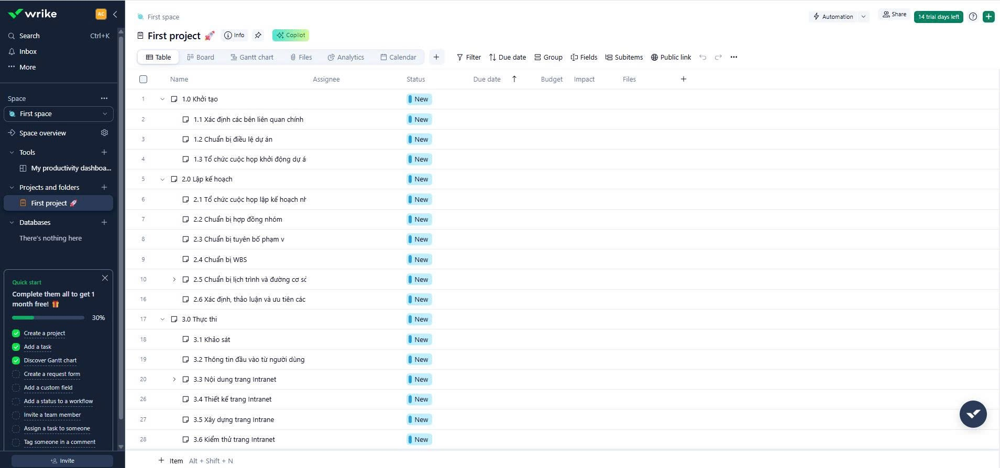 wrike
AC
Search Ctrl+K
Inbox
More
Space
First space
Space overview
Tools
My productivity dashboa...
Projects and folders
First project
Databases
There's nothing here
Quick start
Complete them all to get 1
month free!
30%
Create a project
Add a task
Discover Gantt chart
Create a request form
Add a custom field
Add a status to a workflow
Invite a team member
Assign a task to someone
Tag someone in a comment
Invite
First space
Automation Share 14 trial days left ?
First project Info Copilot
Table Board Gantt chart Files Analytics Calendar Filter Due date Group Fields Subitems Public link
Name Assignee Status Due date Budget Impact Files
1 1.0 Khởi tạo New
2 1.1 Xác định các bên liên quan chính New
3 1.2 Chuẩn bị điều lệ dự án New
4 1.3 Tổ chức cuộc họp khởi động dự á New
5 2.0 Lập kế hoạch New
6 2.1 Tổ chức cuộc họp lập kế hoạch nh New
7 2.2 Chuẩn bị hợp đồng nhóm New
8 2.3 Chuẩn bị tuyên bố phạm v New
9 2.4 Chuẩn bị WBS New
10 2.5 Chuẩn bị lịch trình và đường cơ sở New
16 2.6 Xác định, thảo luận và ưu tiên các New
17 3.0 Thực thi New
18 3.1 Khảo sát New
19 3.2 Thông tin đầu vào từ người dùng New
20 3.3 Nội dung trang Intranet New
26 3.4 Thiết kế trang Intranet New
27 3.5 Xây dựng trang Intrane New
28 3.6 Kiểm thử trang Intranet New
+ Item Alt + Shift + N